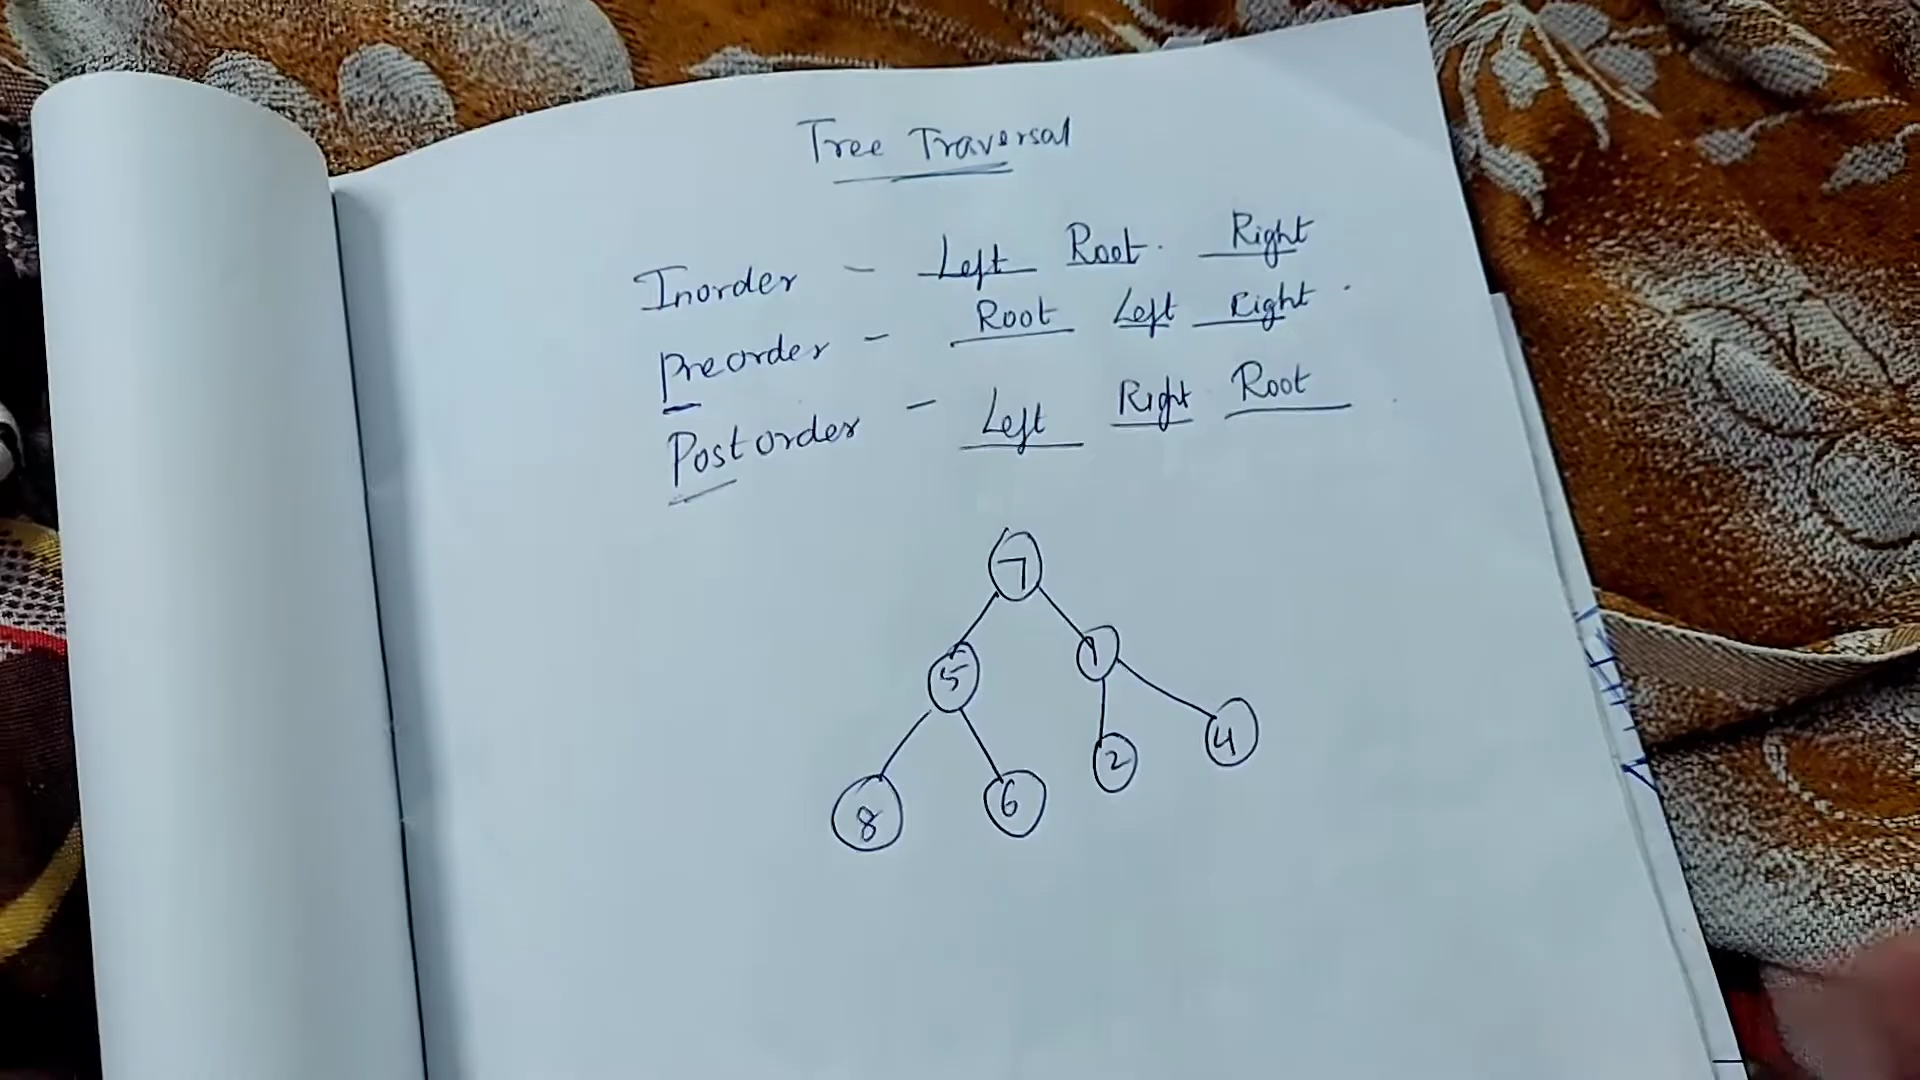 Tree Traversal
Inorder - Left Root. Right
Preorder - Root Left Right.
Postorder - Left Right Root
7
5 1
8 6 2 4